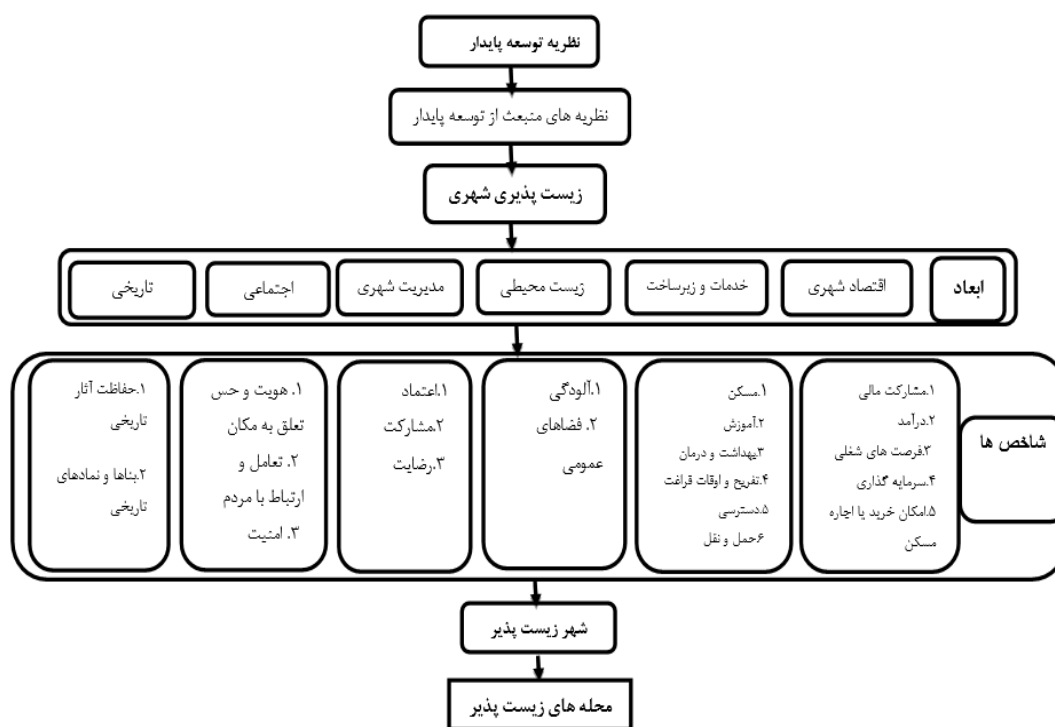 نظریه توسعه پایدار
نظریه های منبعث از توسعه پایدار
زیست پذیری شهری
ابعاد
اقتصاد شهری
خدمات و زیرساخت
زیست محیطی
مدیریت شهری
اجتماعی
تاریخی
شاخص ها
۱.مشارکت مالی
۲.درآمد
۳.فرصت های شغلی
۴.سرمایه گذاری
۵.امکان خرید یا اجاره
مسکن
۱.مسکن
۲.آموزش
۳.بهداشت و درمان
۴.تفریح و اوقات قراغت
۵.دسترسی
۶حمل و نقل
۱.آلودگی
۲. فضاهای
عمومی
۱.اعتماد
۲.مشارکت
۳.رضایت
۱. هویت و حس
تعلق به مکان
۲. تعامل و
ارتباط با مردم
۳. امنیت
۱.حفاظت آثار
تاریخی
۲.بناها و نمادهای
تاریخی
شهر زیست پذیر
محله های زیست پذیر